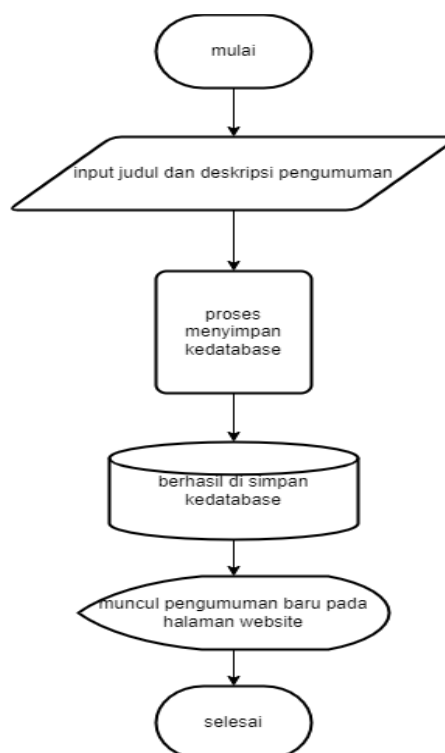 mulai
input judul dan deskripsi pengumuman
proses
menyimpan
kedatabase
berhasil di simpan
kedatabase
muncul pengumuman baru pada
halaman website
selesai